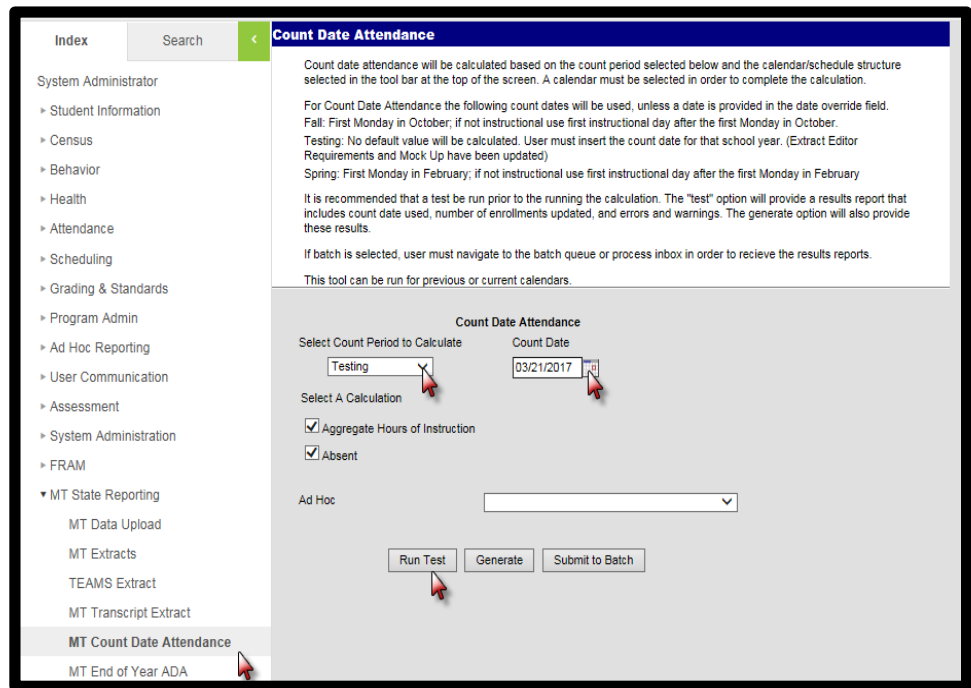 Index
Search
<
System Administrator
Student Information
Census
Behavior
Health
Attendance
Scheduling
Grading & Standards
Program Admin
Ad Hoc Reporting
User Communication
Assessment
System Administration
FRAM
MT State Reporting
MT Data Upload
MT Extracts
TEAMS Extract
MT Transcript Extract
MT Count Date Attendance
MT End of Year ADA
Count Date Attendance
Count date attendance will be calculated based on the count period selected below and the calendar/schedule structure
selected in the tool bar at the top of the screen. A calendar must be selected in order to complete the calculation.
For Count Date Attendance the following count dates will be used, unless a date is provided in the date override field.
Fall: First Monday in October; if not instructional use first instructional day after the first Monday in October.
Testing: No default value will be calculated. User must insert the count date for that school year. (Extract Editor
Requirements and Mock Up have been updated)
Spring: First Monday in February; if not instructional use first instructional day after the first Monday in February
It is recommended that a test be run prior to the running the calculation. The "test" option will provide a results report that
includes count date used, number of enrollments updated, and errors and warnings. The generate option will also provide
these results.
If batch is selected, user must navigate to the batch queue or process inbox in order to recieve the results reports.
This tool can be run for previous or current calendars.
Count Date Attendance
Select Count Period to Calculate
Count Date
Testing
03/21/2017
Select A Calculation
Aggregate Hours of Instruction
Absent
Ad Hoc
Run Test
Generate
Submit to Batch